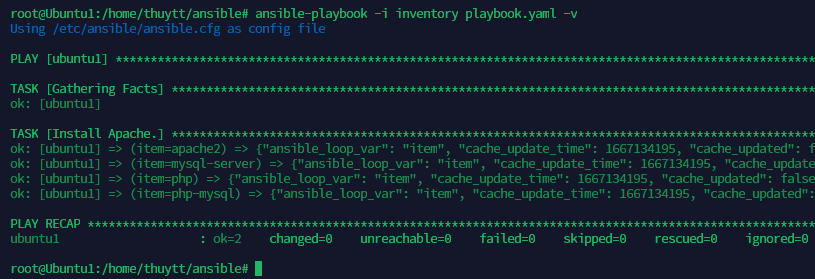 root@Ubuntu1:/home/thuytt/ansible# ansible-playbook -i inventory playbook.yaml -v
Using /etc/ansible/ansible.cfg as config file
PLAY [ubuntu1] ****************************************************************************************************
TASK [Gathering Facts] ********************************************************************************************
ok: [ubuntu1]
TASK [Install Apache.] ********************************************************************************************
ok: [ubuntu1] => (item=apache2) => {"ansible_loop_var": "item", "cache_update_time": 1667134195, "cache_updated": f
ok: [ubuntu1] => (item=mysql-server) => {"ansible_loop_var": "item", "cache_update_time": 1667134195, "cache_update
ok: [ubuntu1] => (item=php) => {"ansible_loop_var": "item", "cache_update_time": 1667134195, "cache_updated": false
ok: [ubuntu1] => (item=php-mysql) => {"ansible_loop_var": "item", "cache_update_time": 1667134195, "cache_updated":
PLAY RECAP ********************************************************************************************************
ubuntu1 : ok=2 changed=0 unreachable=0 failed=0 skipped=0 rescued=0 ignored=0
root@Ubuntu1:/home/thuytt/ansible#